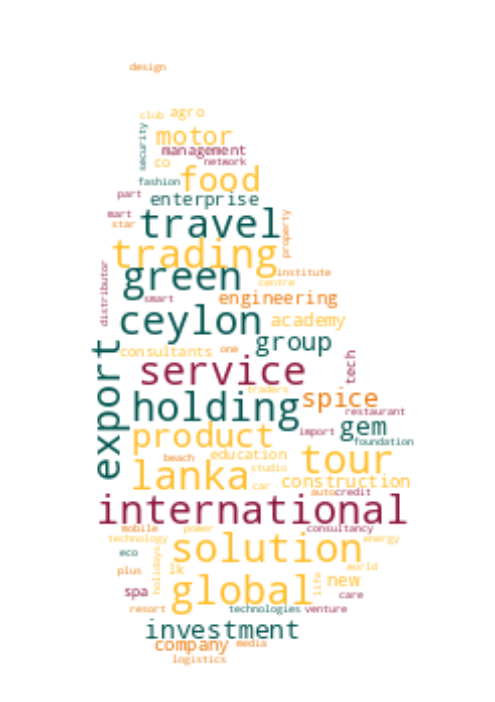 design
club agro
security
motor
management
co network
fashion food
part enterprise
mart travel
star property
trading
distributor green institute
centre
smart engineering
ceylon academy
group
consultants one
export service tech
traders
holding spice
restaurant
product import gem
foundation
beach education tour
lanka studio
car construction
auto credit
international
mobile power consultancy
technology solution energy
eco holidays
plus lk world
spa global life new
care
resort technologies venture
investment
company media
logistics